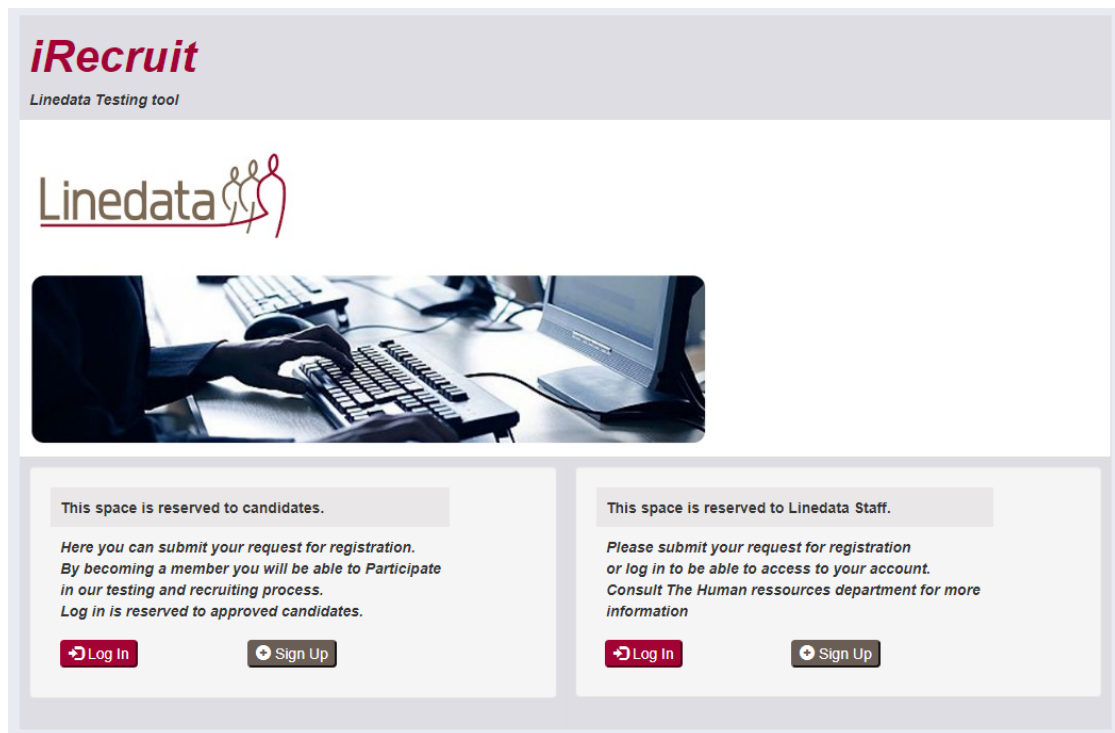 iRecruit
Linedata Testing tool
Linedata
This space is reserved to candidates.
Here you can submit your request for registration.
By becoming a member you will be able to Participate
in our testing and recruiting process.
Log in is reserved to approved candidates.
Log In
Sign Up
This space is reserved to Linedata Staff.
Please submit your request for registration
or log in to be able to access to your account.
Consult The Human ressources department for more
information
Log In
Sign Up